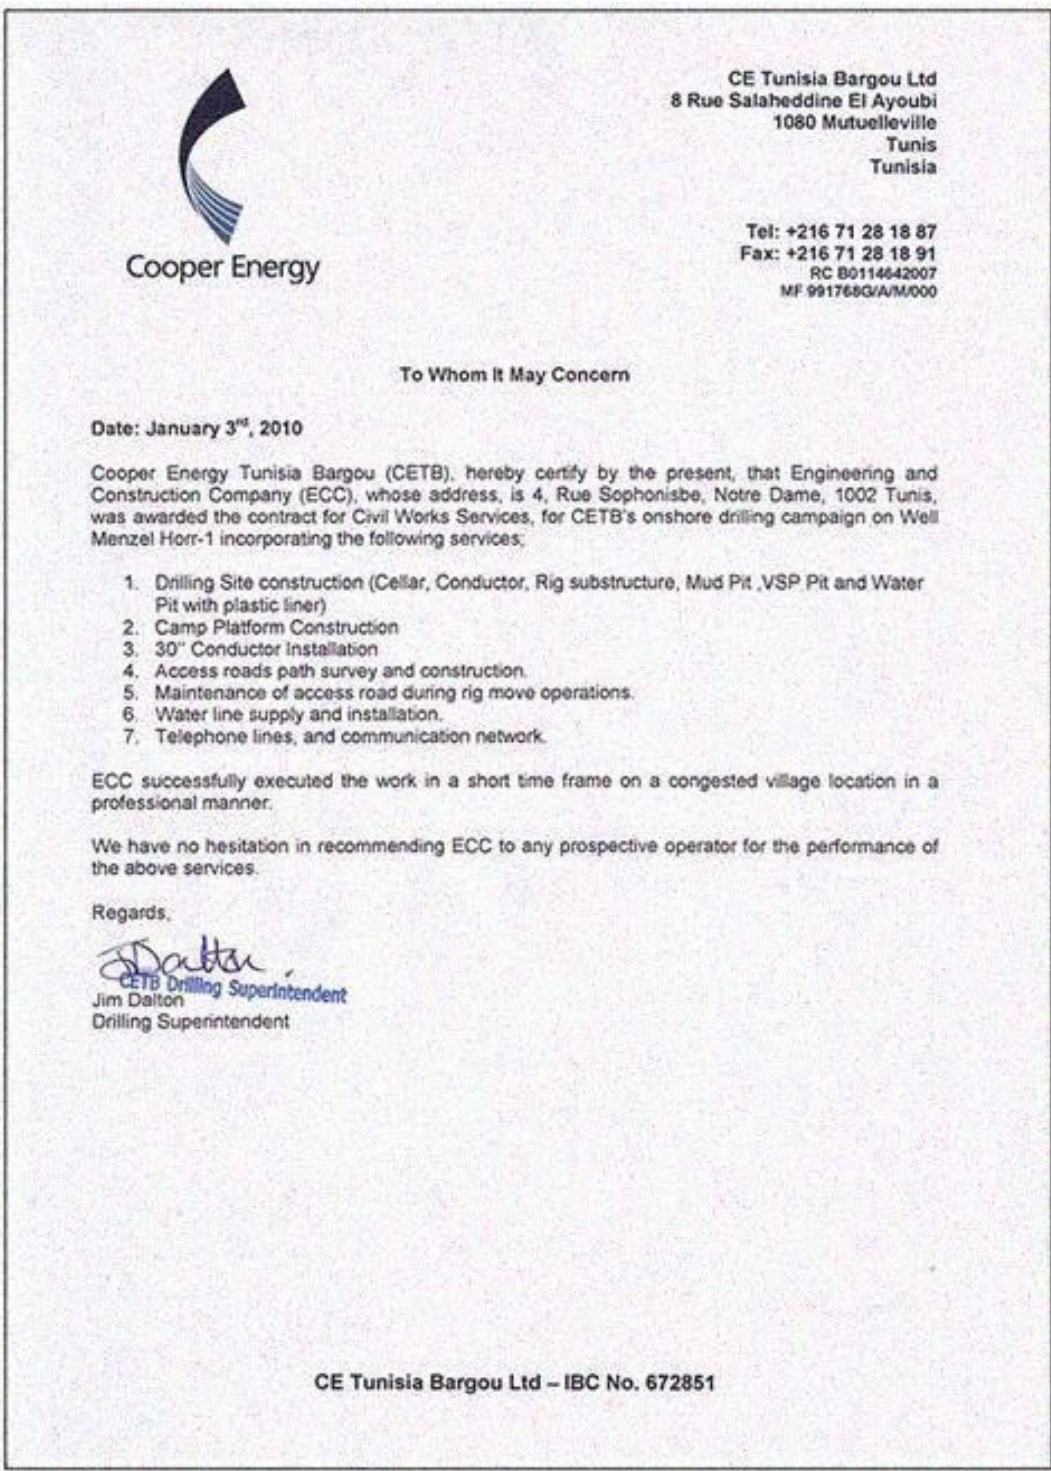 Cooper Energy
CE Tunisia Bargou Ltd
8 Rue Salaheddine El Ayoubi
1080 Mutuelleville
Tunis
Tunisia
Tel: +216 71 28 18 87
Fax: +216 71 28 18 91
RC B0114642007
MF 991768G/A/M/000
To Whom It May Concern
Date: January 3rd, 2010
Cooper Energy Tunisia Bargou (CETB), hereby certify by the present, that Engineering and
Construction Company (ECC), whose address, is 4, Rue Sophonisbe, Notre Dame, 1002 Tunis,
was awarded the contract for Civil Works Services, for CETB's onshore drilling campaign on Well
Menzel Horr-1 incorporating the following services;
1. Drilling Site construction (Cellar, Conductor, Rig substructure, Mud Pit ,VSP Pit and Water
Pit with plastic liner)
2. Camp Platform Construction
3. 30" Conductor Installation
4. Access roads path survey and construction.
5. Maintenance of access road during rig move operations.
6. Water line supply and installation.
7. Telephone lines, and communication network.
ECC successfully executed the work in a short time frame on a congested village location in a
professional manner.
We have no hesitation in recommending ECC to any prospective operator for the performance of
the above services.
Regards,
JDalton
CETB Drilling Superintendent
Jim Dalton
Drilling Superintendent
CE Tunisia Bargou Ltd – IBC No. 672851